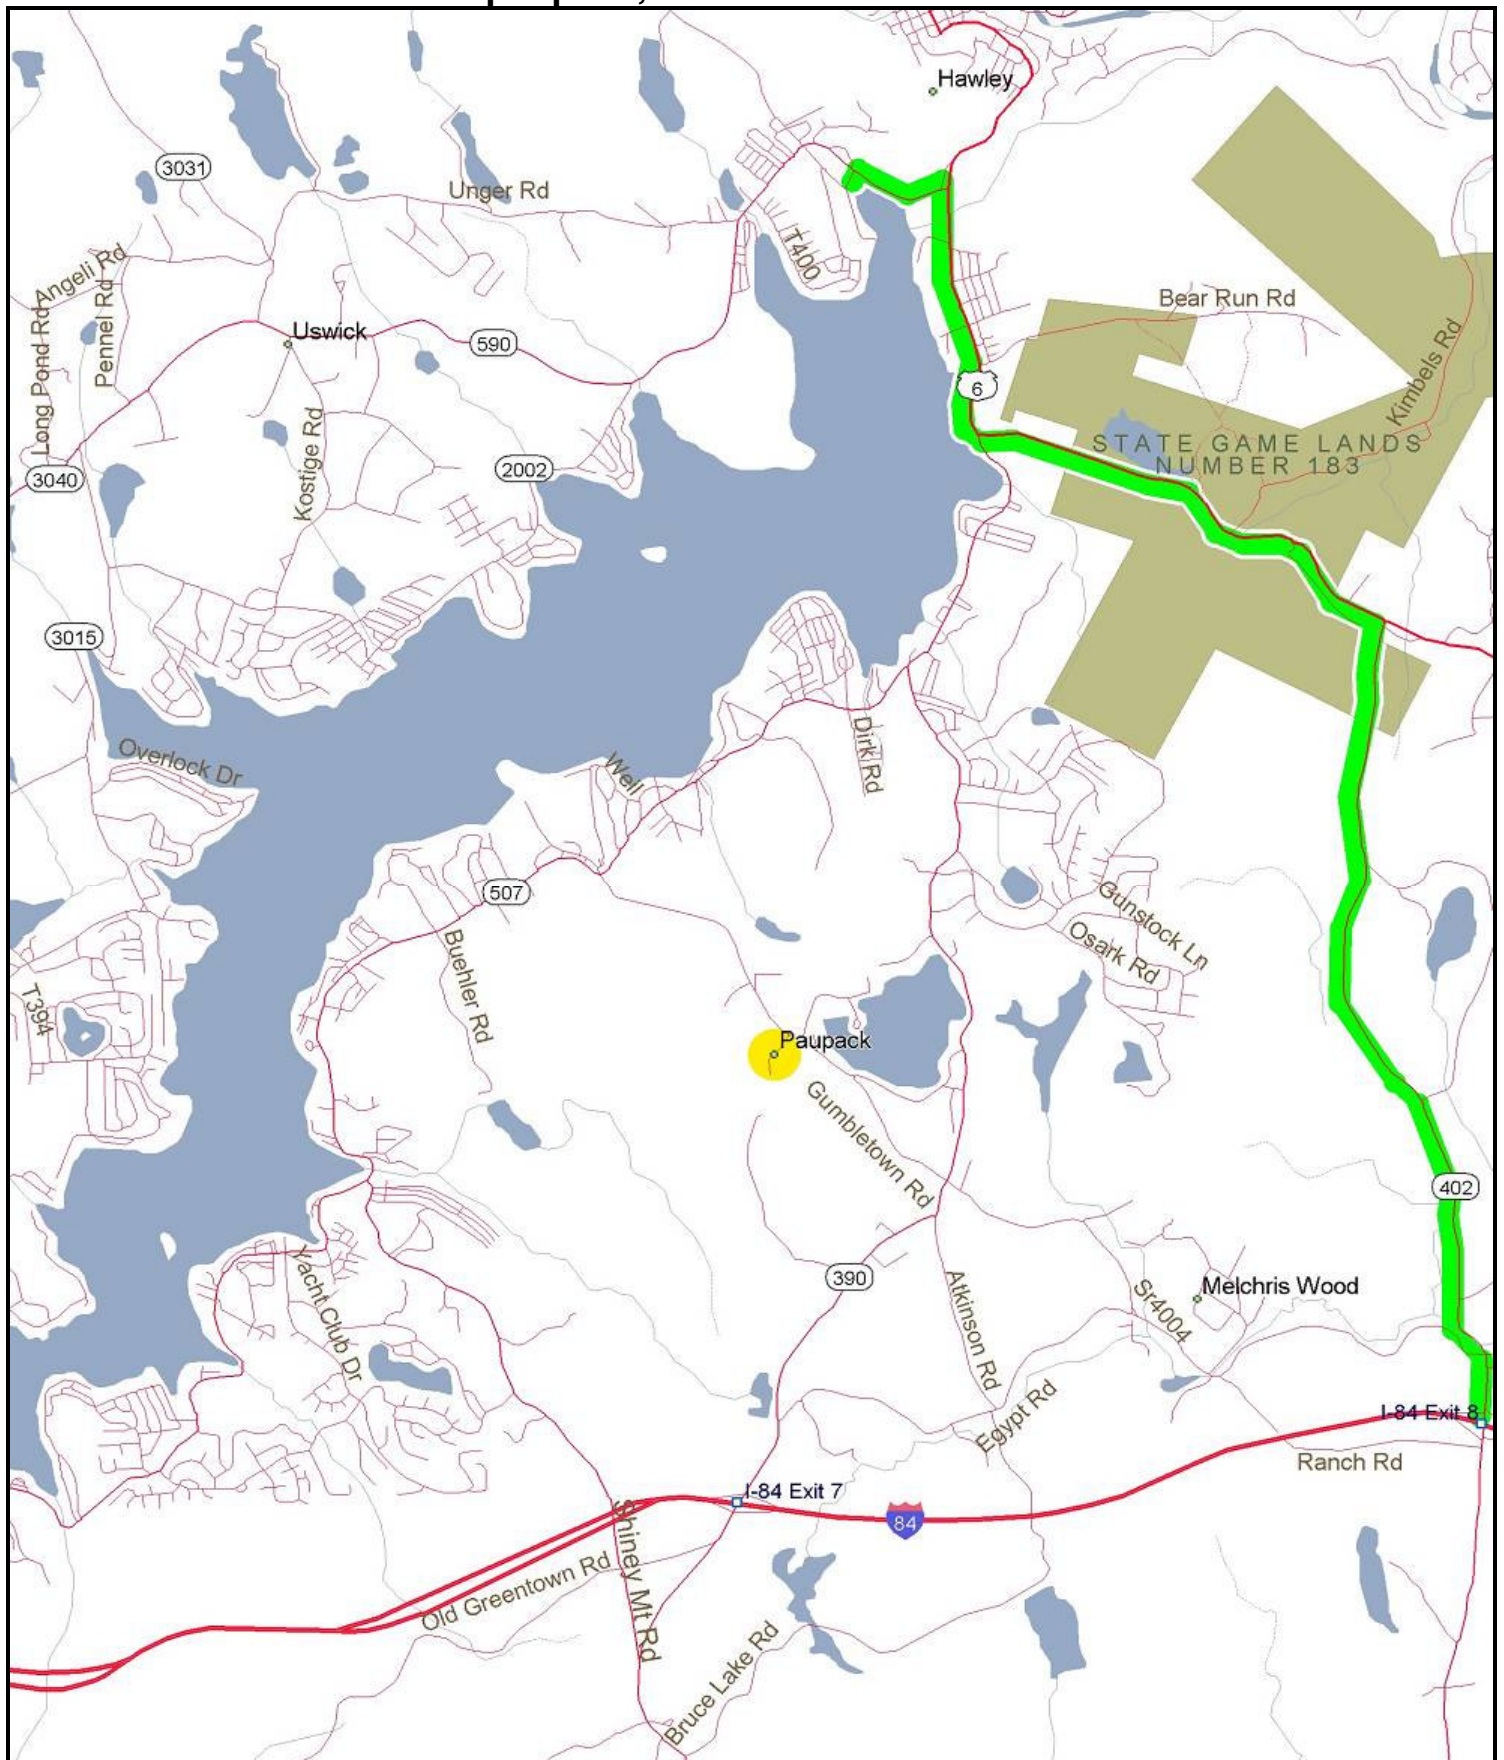 Hawley
3031
Unger Rd
T400
Angeli Rd
Long Pond Rd
Pennel Rd
Uswick
590
Bear Run Rd
Kimbels Rd
6
STATE GAME LANDS
NUMBER 183
Kostige Rd
2002
3040
3015
Overlock Dr
Weil
Dirk Rd
507
Buehler Rd
Gunstock Ln
Osark Rd
T394
Paupack
Gumbletown Rd
402
390
Melchris Wood
Yacht Club Dr
Atkinson Rd
Sr4004
Egypt Rd
I-84 Exit 8
Ranch Rd
I-84 Exit 7
84
Shiney Mt Rd
Old Greentown Rd
Bruce Lake Rd